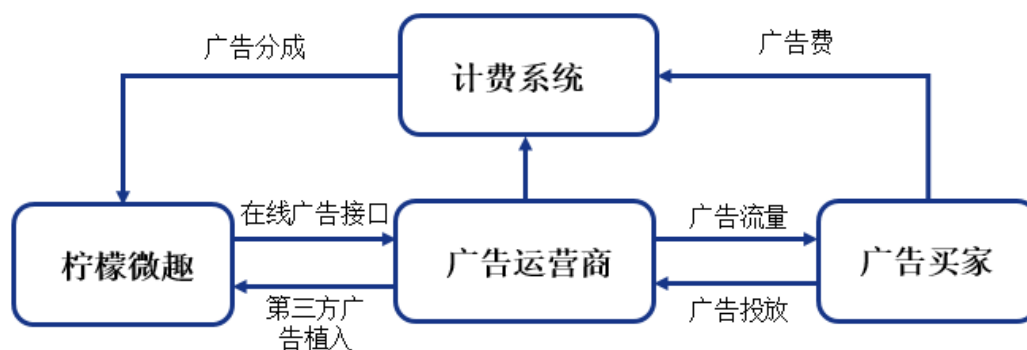 广告分成
计费系统
广告费
柠檬微趣
在线广告接口
第三方广
告植入
广告运营商
广告流量
广告投放
广告买家